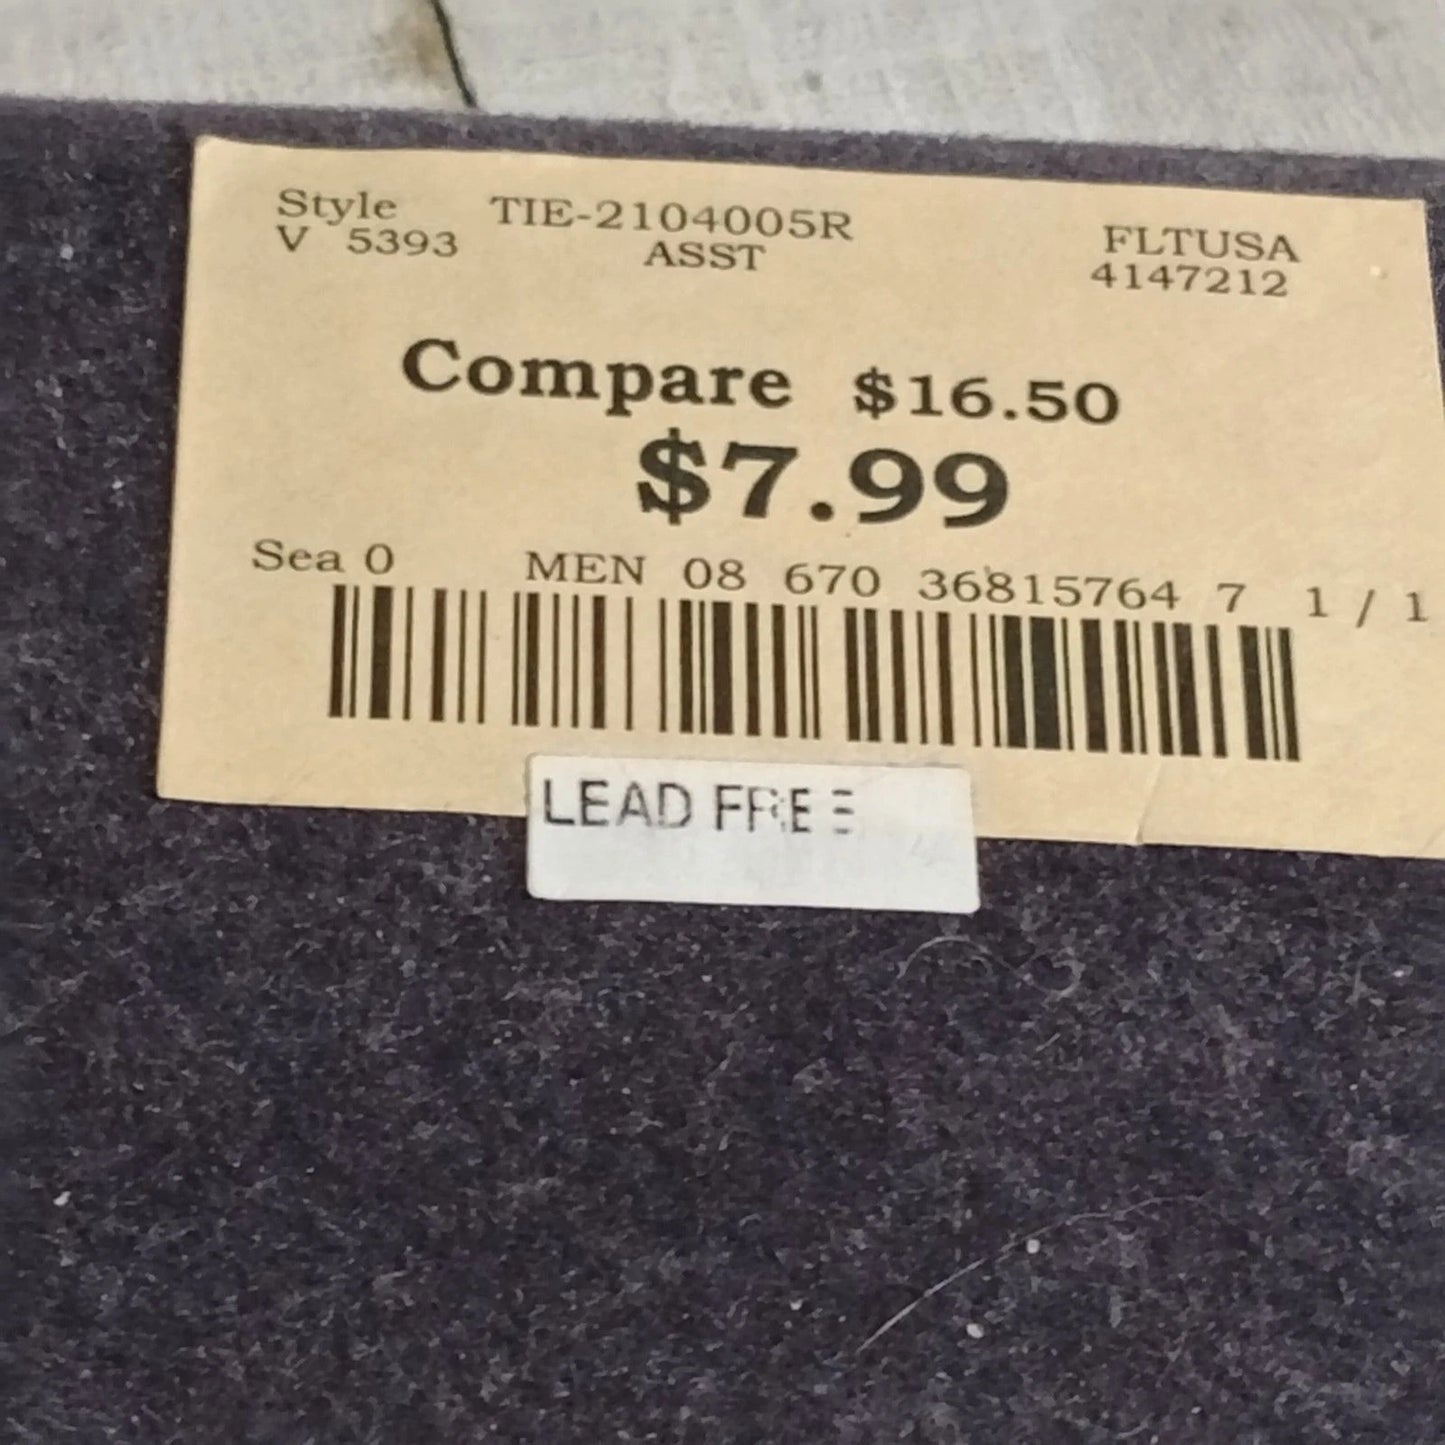 Style TIE-2104005R FLTUSA
V 5393 ASST 4147212
Compare $16.50
$7.99
Sea 0 MEN 08 670 36815764 7 1 / 1
LEAD FREE